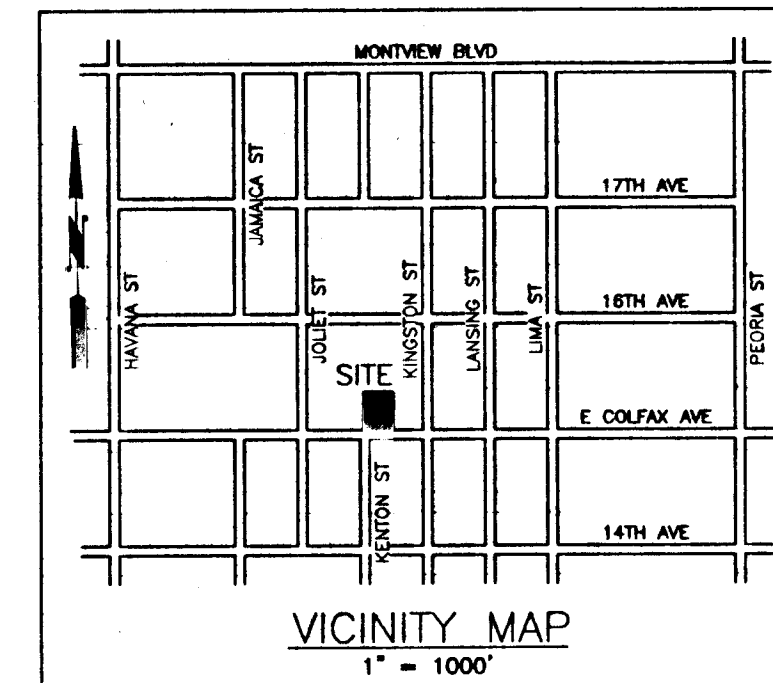 MONTVIEW BLVD
JAMAICA ST
17TH AVE
N
HAVANA ST
JOLIET ST
KINGSTON ST
LANSING ST
LIMA ST
16TH AVE
PEORIA ST
SITE
E COLFAX AVE
KENTON ST
14TH AVE
VICINITY MAP
1" = 1000'